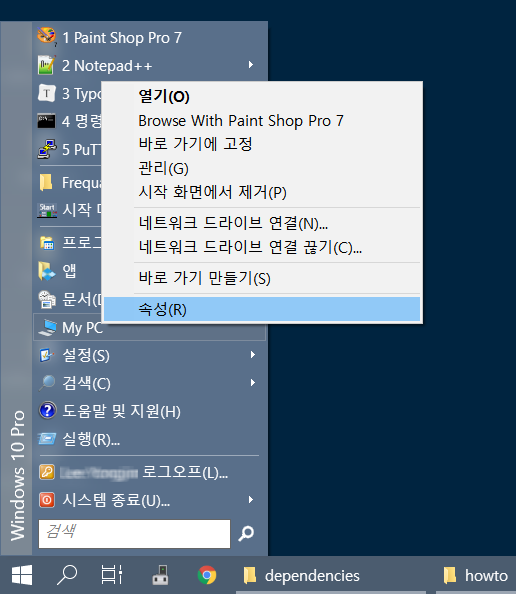 1 Paint Shop Pro 7
2 Notepad++
3 Typo
4 명령
5 PuTT
열기(O)
Browse With Paint Shop Pro 7
바로 가기에 고정
관리(G)
시작 화면에서 제거(P)
네트워크 드라이브 연결(N)...
네트워크 드라이브 연결 끊기(C)...
바로 가기 만들기(S)
속성(R)
Start
시작 
프로그
앱
문서(D
My PC
설정(S)
검색(C)
도움말 및 지원(H)
실행(R)...
로그오프(L)...
시스템 종료(U)...
검색
Windows 10 Pro
dependencies
howto